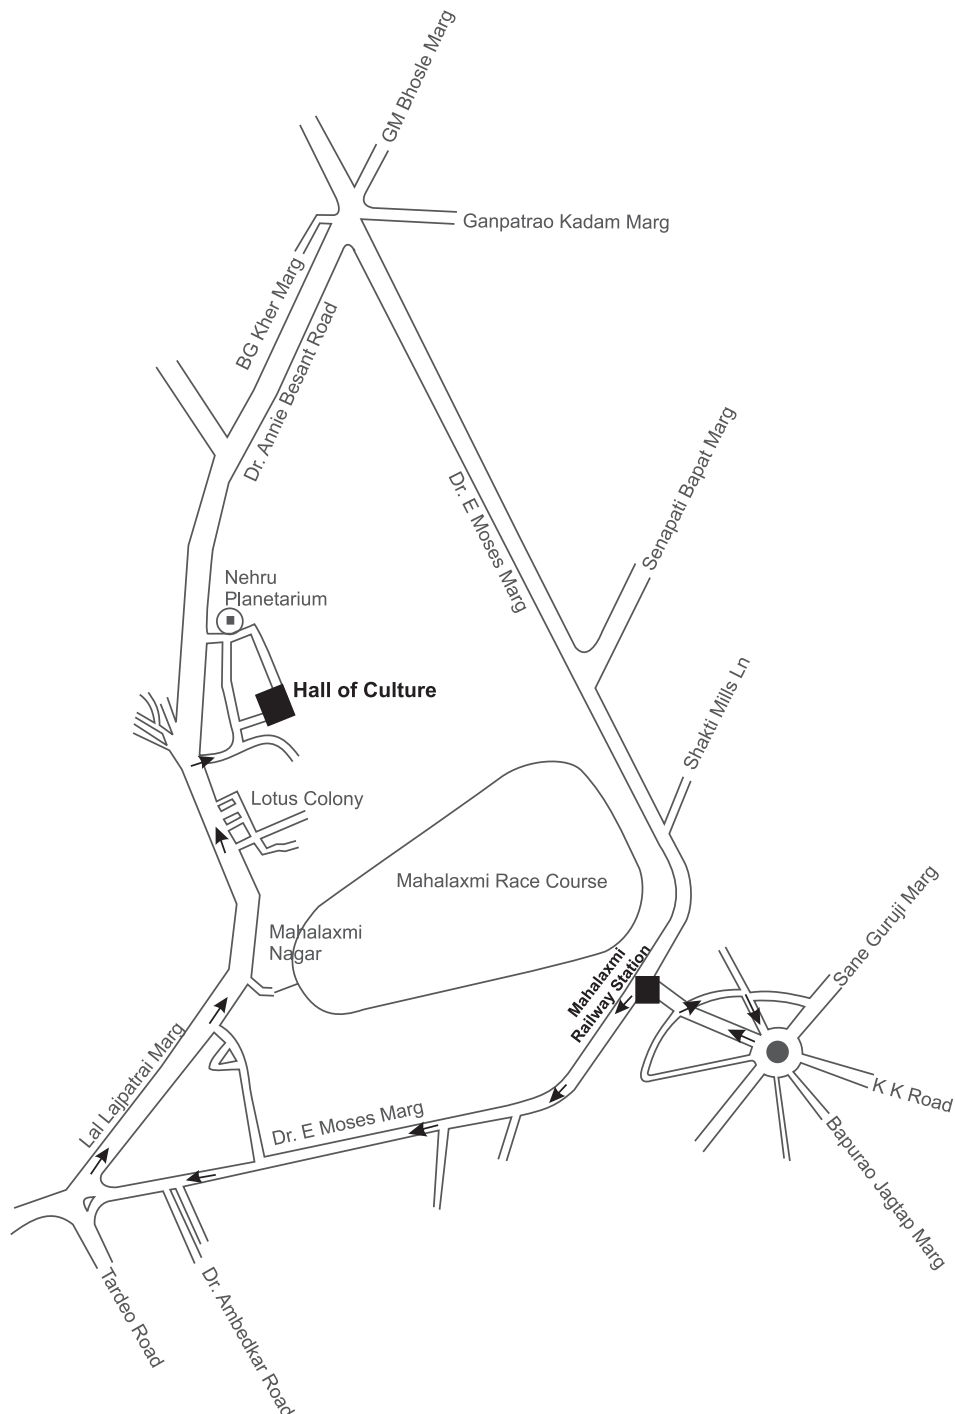 GM Bhosle Marg
Ganpatrao Kadam Marg
BG Kher Marg
Dr. Annie Besant Road
Dr. E Moses Marg
Senapati Bapat Marg
Nehru
Planetarium
Hall of Culture
Shakti Mills Ln
Lotus Colony
Mahalaxmi Race Course
Mahalaxmi
Nagar
Mahalaxmi
Railway Station
Sane Guruji Marg
Lal Lajpatrai Marg
Dr. E Moses Marg
K K Road
Bapurao Jagtap Marg
Tardeo Road
Dr. Ambedkar Road